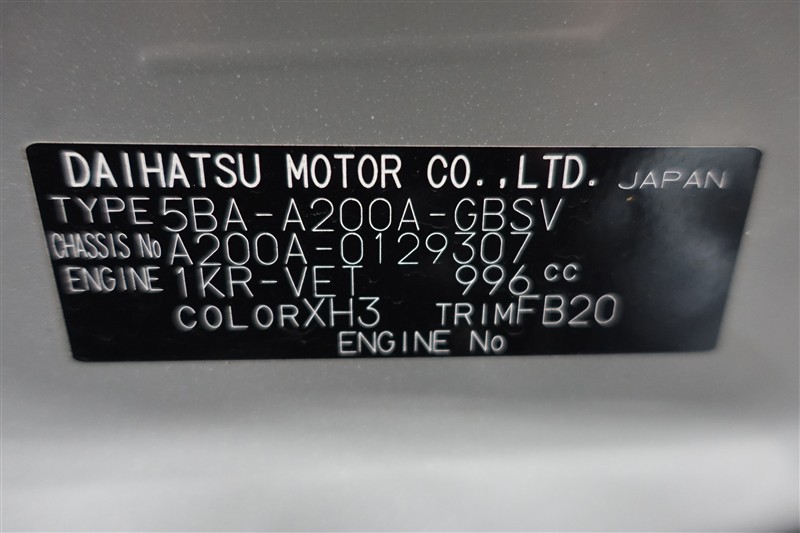 DAIHATSU MOTOR CO.,LTD. JAPAN
TYPE 5BA-A200A-GBSV
CHASSIS No A200A-0129307
ENGINE 1KR-VET 996 cc
COLOR XH3 TRIM FB20
ENGINE No